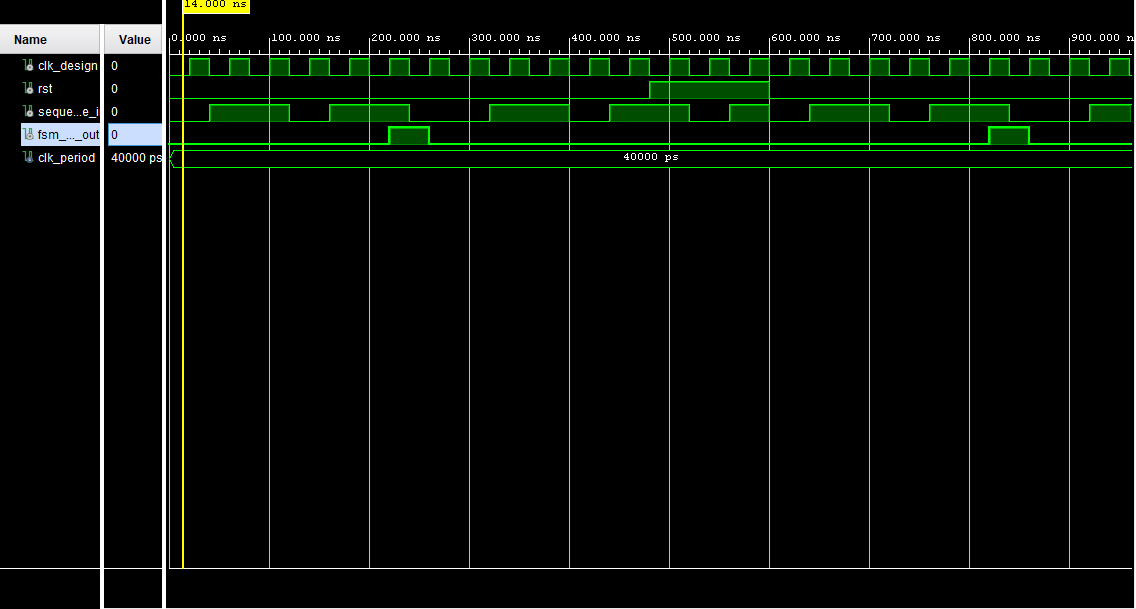 14.000 ns
Name Value
0.000 ns 100.000 ns 200.000 ns 300.000 ns 400.000 ns 500.000 ns 600.000 ns 700.000 ns 800.000 ns 900.000 n
clk_design 0
rst 0
seque...e_i 0
fsm_..._out 0
clk_period 40000 ps 40000 ps